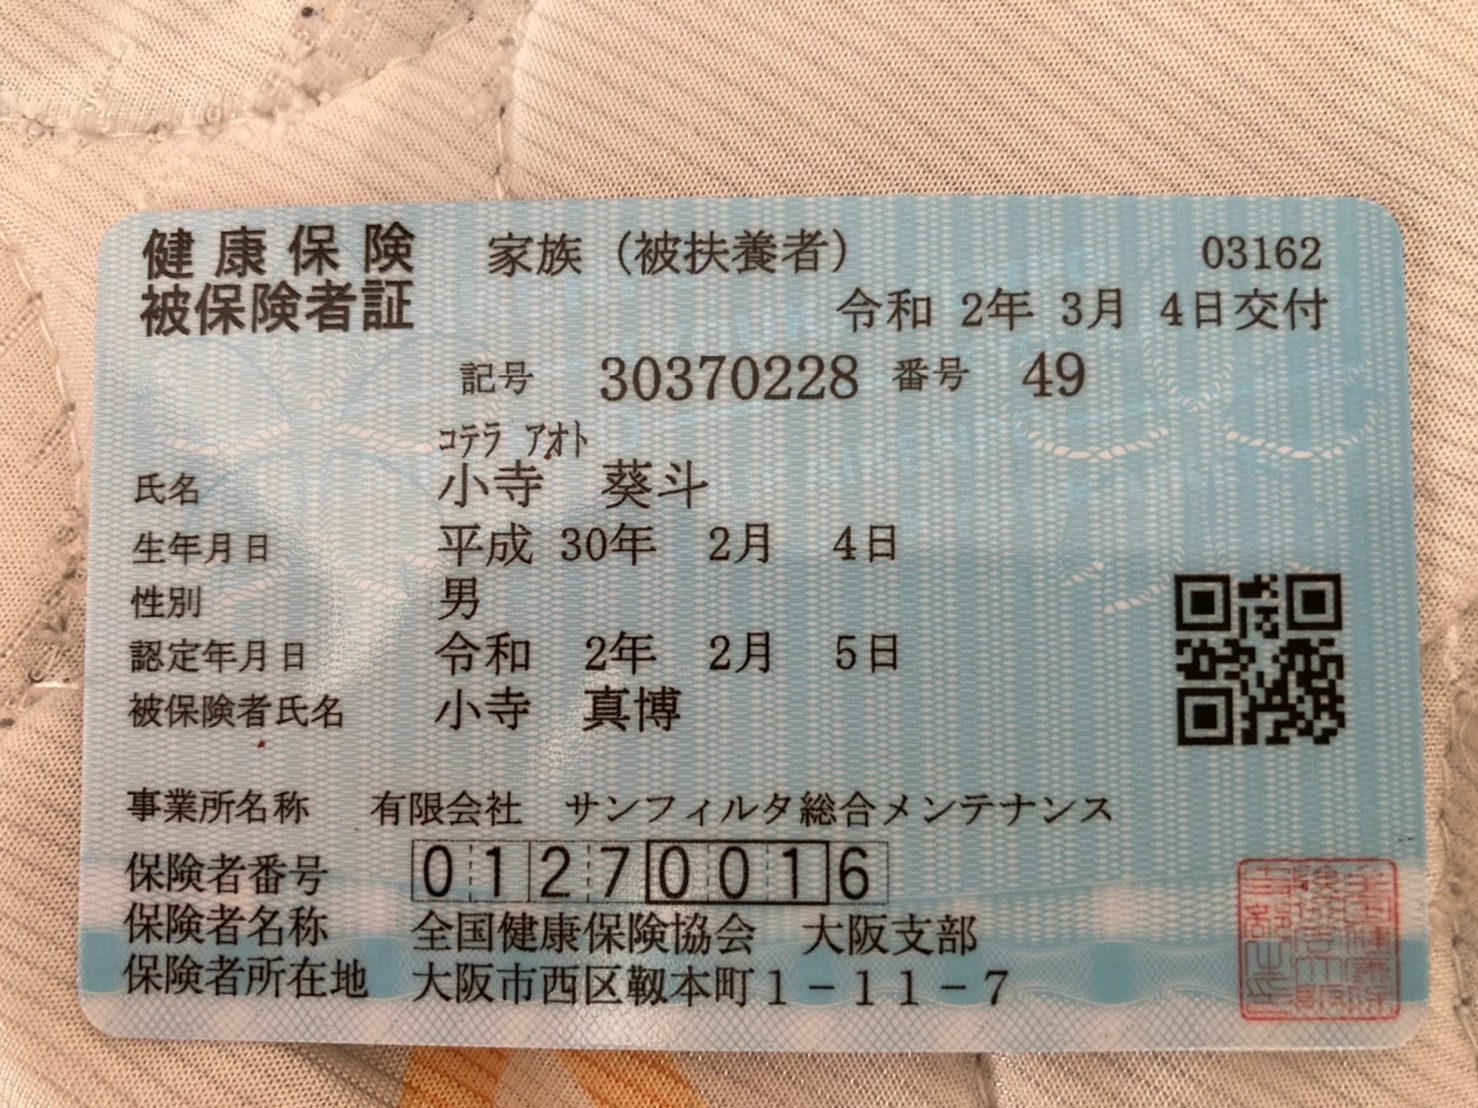 健康保険 家族（被扶養者） 03162
被保険者証 令和 2年 3月 4日交付
記号 30370228 番号 49
コテラ アオト
氏名 小寺 葵斗
生年月日 平成 30年 2月 4日
性別 男
認定年月日 令和 2年 2月 5日
被保険者氏名 小寺 真博
事業所名称 有限会社 サンフィルタ総合メンテナンス
保険者番号 01270016
保険者名称 全国健康保険協会 大阪支部
保険者所在地 大阪市西区靱本町1－11－7